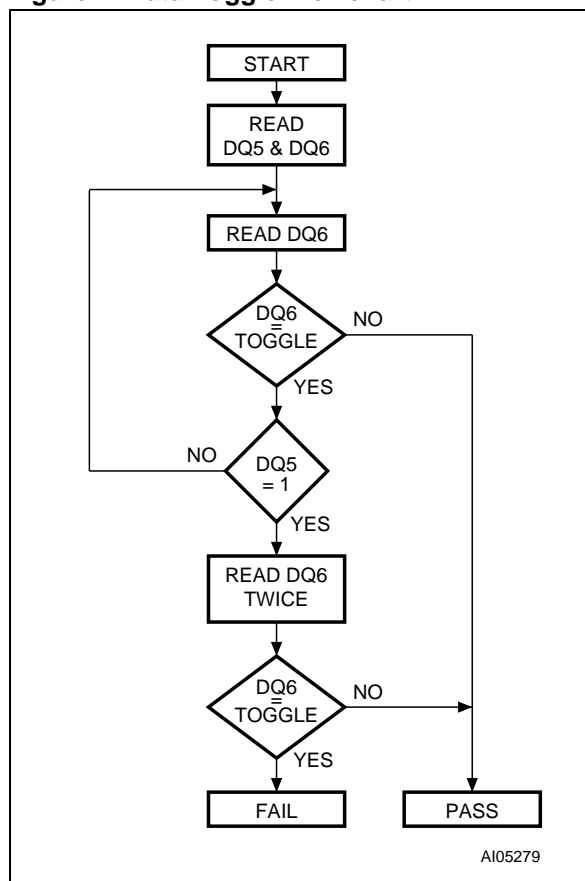 START
READ
DQ5 & DQ6
READ DQ6
DQ6
=
TOGGLE
NO
YES
NO
DQ5
= 1
YES
READ DQ6
TWICE
DQ6
=
TOGGLE
NO
YES
FAIL
PASS
AI05279